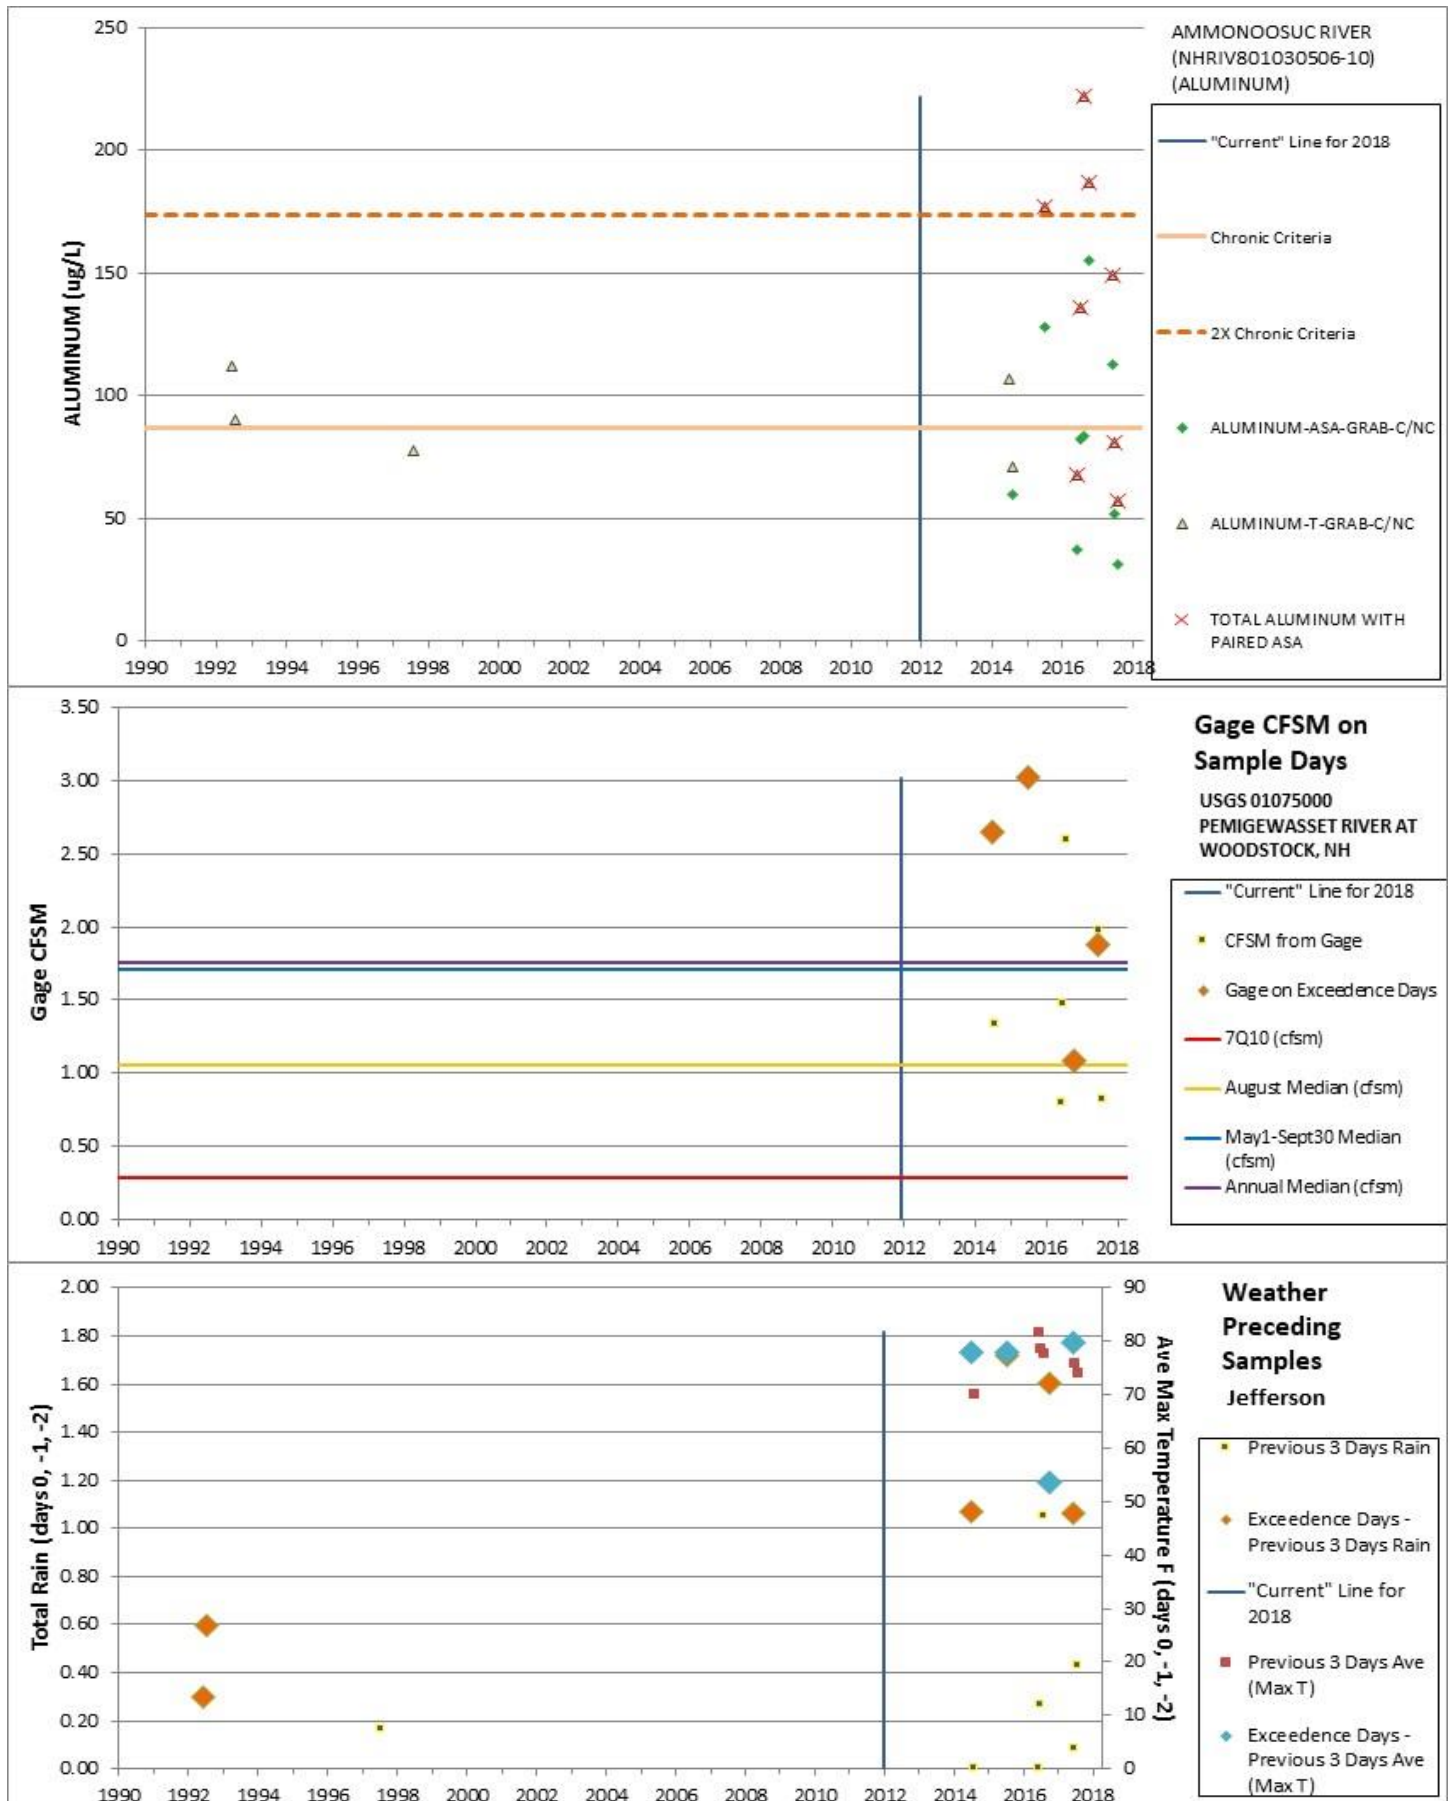 AMMONOOSUC RIVER
(NHRIV801030506-10)
(ALUMINUM)
250
200
150
100
50
0
ALUMINUM (ug/L)
1990 1992 1994 1996 1998 2000 2002 2004 2006 2008 2010 2012 2014 2016 2018
"Current" Line for 2018
Chronic Criteria
2X Chronic Criteria
ALUMINUM-ASA-GRAB-C/NC
ALUMINUM-T-GRAB-C/NC
TOTAL ALUMINUM WITH
PAIRED ASA
3.50
3.00
2.50
2.00
1.50
1.00
0.50
0.00
Gage CFSM
1990 1992 1994 1996 1998 2000 2002 2004 2006 2008 2010 2012 2014 2016 2018
Gage CFSM on
Sample Days
USGS 01075000
PEMIGEWASSET RIVER AT
WOODSTOCK, NH
"Current" Line for 2018
CFSM from Gage
Gage on Exceedence Days
7Q10 (cfsm)
August Median (cfsm)
May1-Sept30 Median
(cfsm)
Annual Median (cfsm)
2.00
1.80
1.60
1.40
1.20
1.00
0.80
0.60
0.40
0.20
0.00
Total Rain (days 0, -1, -2)
90
80
70
60
50
40
30
20
10
0
Ave Max Temperature F (days 0, -1, -2)
1990 1992 1994 1996 1998 2000 2002 2004 2006 2008 2010 2012 2014 2016 2018
Weather
Preceding
Samples
Jefferson
Previous 3 Days Rain
Exceedence Days -
Previous 3 Days Rain
"Current" Line for
2018
Previous 3 Days Ave
(Max T)
Exceedence Days -
Previous 3 Days Ave
(Max T)